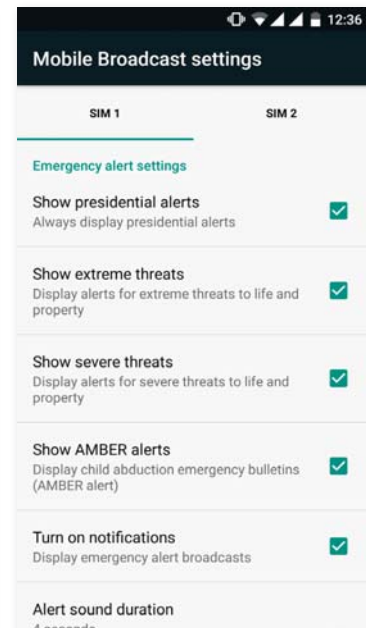 12:36
Mobile Broadcast settings
SIM 1 SIM 2
Emergency alert settings
Show presidential alerts
Always display presidential alerts
Show extreme threats
Display alerts for extreme threats to life and
property
Show severe threats
Display alerts for severe threats to life and
property
Show AMBER alerts
Display child abduction emergency bulletins
(AMBER alert)
Turn on notifications
Display emergency alert broadcasts
Alert sound duration
4 seconds